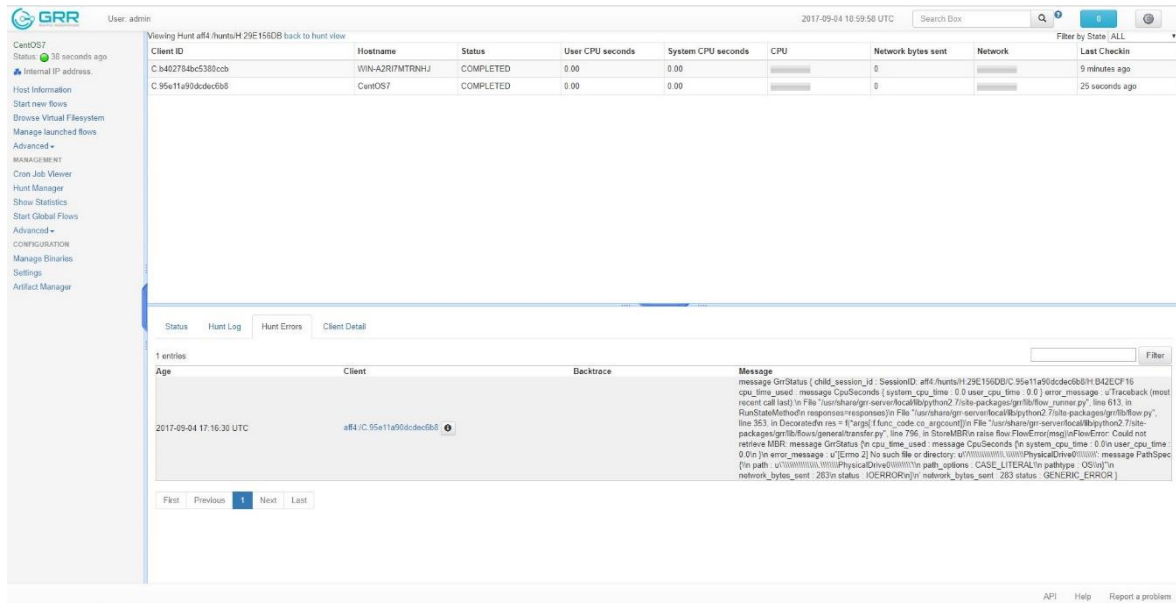 GRR
User: admin
2017-09-04 18:59:58 UTC
Search Box
0
CentOS7
Status: 38 seconds ago
Internal IP address.
Host Information
Start new flows
Browse Virtual Filesystem
Manage launched flows
Advanced
MANAGEMENT
Cron Job Viewer
Hunt Manager
Show Statistics
Start Global Flows
Advanced
CONFIGURATION
Manage Binaries
Settings
Artifact Manager
Viewing Hunt aff4:/hunts/H:29E156DB back to hunt view
Filter by State ALL
Client ID Hostname Status User CPU seconds System CPU seconds CPU Network bytes sent Network Last Checkin
C.b402784bc5380ccb WIN-A2RI7MTRNHJ COMPLETED 0.00 0.00 0 9 minutes ago
C.95e11a90dcdec6b8 CentOS7 COMPLETED 0.00 0.00 0 25 seconds ago
Status Hunt Log Hunt Errors Client Detail
1 entries
Filter
Age Client Backtrace Message
2017-09-04 17:16:30 UTC
aff4:/C.95e11a90dcdec6b8
message GrrStatus { child_session_id : SessionID: aff4:/hunts/H:29E156DB/C.95e11a90dcdec6b8/H:B42ECF16
cpu_time_used : message CpuSeconds { system_cpu_time : 0.0 user_cpu_time : 0.0 } error_message : u'Traceback (most
recent call last):\n File "/usr/share/grr-server/local/lib/python2.7/site-packages/grr/lib/flow_runner.py", line 613, in
RunStateMethod\n responses=responses)\n File "/usr/share/grr-server/local/lib/python2.7/site-packages/grr/lib/flow.py",
line 353, in Decorated\n res = f(*args[:f.func_code.co_argcount])\n File "/usr/share/grr-server/local/lib/python2.7/site-
packages/grr/lib/flows/general/transfer.py", line 796, in StoreMBR\n raise flow.FlowError(msg)\nFlowError: Could not
retrieve MBR: message GrrStatus {\n cpu_time_used : message CpuSeconds {\n system_cpu_time : 0.0\n user_cpu_time :
0.0\n }\n error_message : u"[Errno 2] No such file or directory: message PathSpec
path_options : CASE_LITERAL\n pathtype : OS\n}"\n
network_bytes_sent : 283\n status : IOERROR\n}\n' network_bytes_sent : 283 status : GENERIC_ERROR }
First Previous 1 Next Last
API Help Report a problem